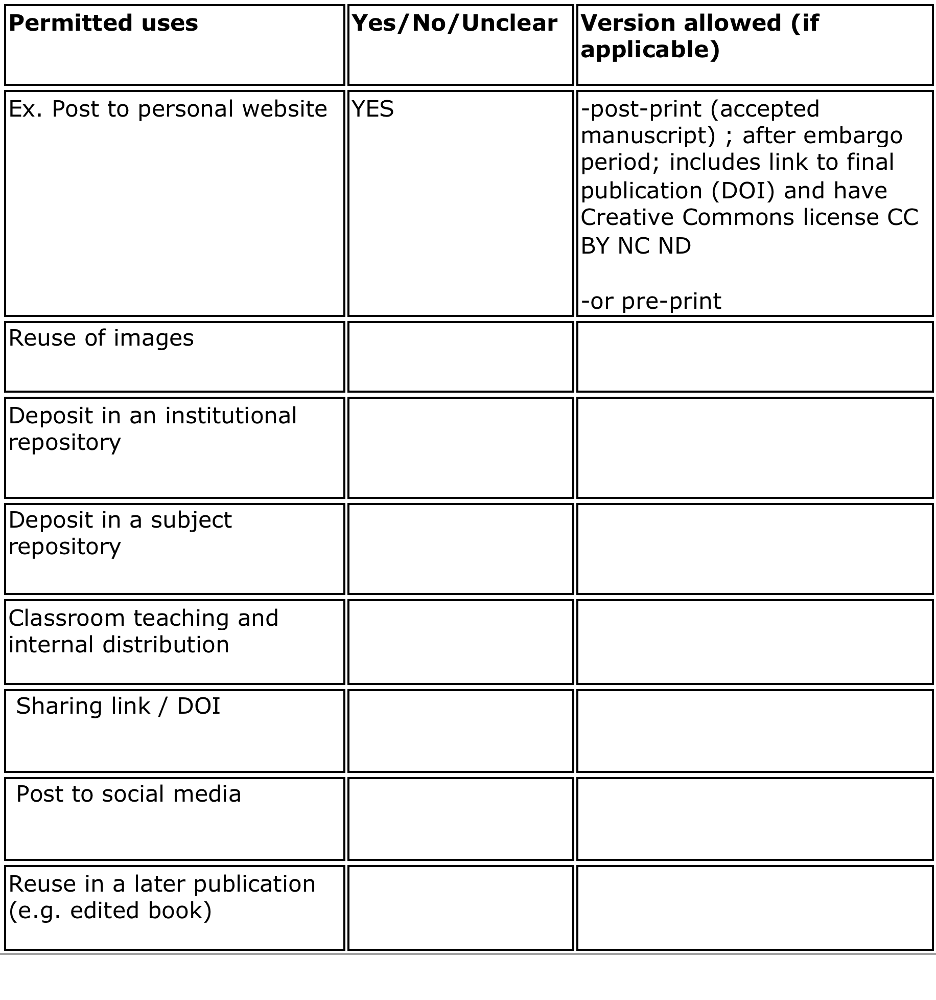 Permitted uses
Yes/No/Unclear
Version allowed (if
applicable)
Ex. Post to personal website
YES
-post-print (accepted
manuscript) ; after embargo
period; includes link to final
publication (DOI) and have
Creative Commons license CC
BY NC ND
-or pre-print
Reuse of images
Deposit in an institutional
repository
Deposit in a subject
repository
Classroom teaching and
internal distribution
Sharing link / DOI
Post to social media
Reuse in a later publication
(e.g. edited book)